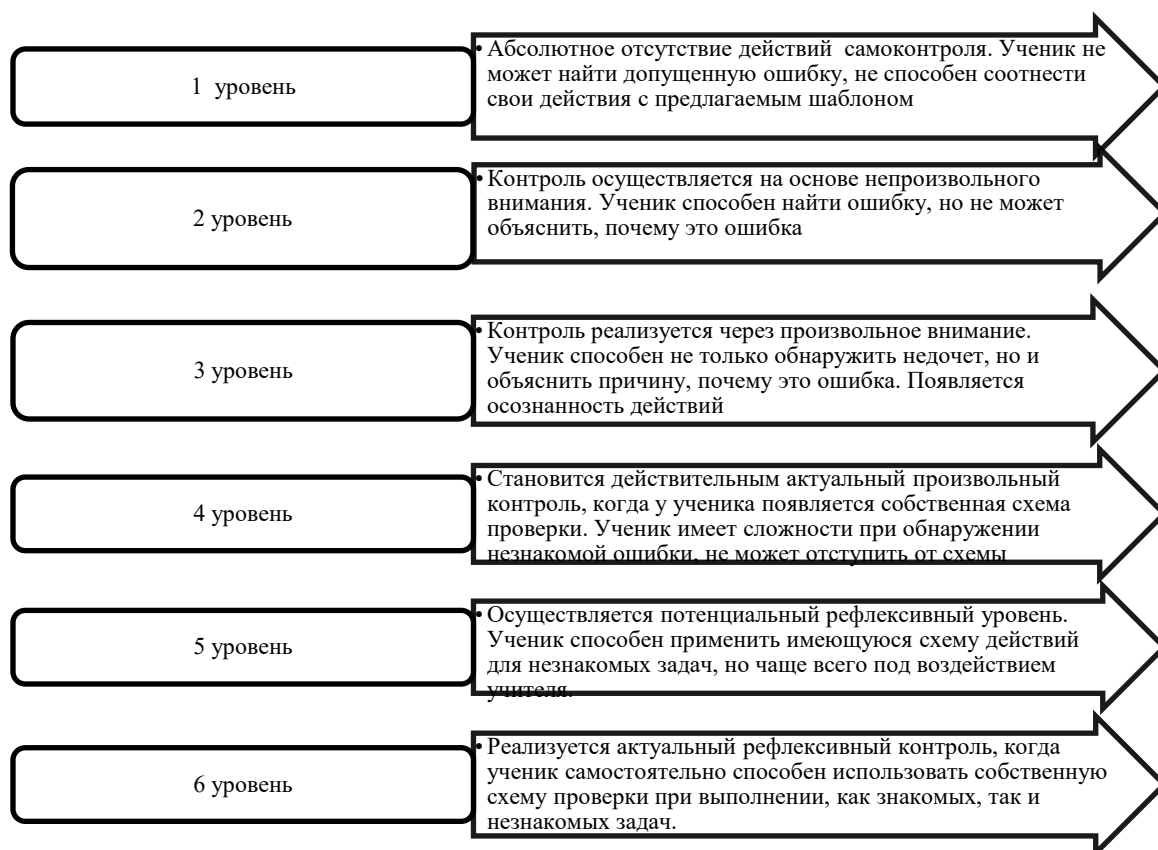 1 уровень
• Абсолютное отсутствие действий самоконтроля. Ученик не
может найти допущенную ошибку, не способен соотнести
свои действия с предлагаемым шаблоном
2 уровень
• Контроль осуществляется на основе непроизвольного
внимания. Ученик способен найти ошибку, но не может
объяснить, почему это ошибка
3 уровень
• Контроль реализуется через произвольное внимание.
Ученик способен не только обнаружить недочет, но и
объяснить причину, почему это ошибка. Появляется
осознанность действий
4 уровень
• Становится действительным актуальный произвольный
контроль, когда у ученика появляется собственная схема
проверки. Ученик имеет сложности при обнаружении
незнакомой ошибки, не может отступить от схемы
5 уровень
• Осуществляется потенциальный рефлексивный уровень.
Ученик способен применить имеющуюся схему действий
для незнакомых задач, но чаще всего под воздействием
учителя.
6 уровень
• Реализуется актуальный рефлексивный контроль, когда
ученик самостоятельно способен использовать собственную
схему проверки при выполнении, как знакомых, так и
незнакомых задач.